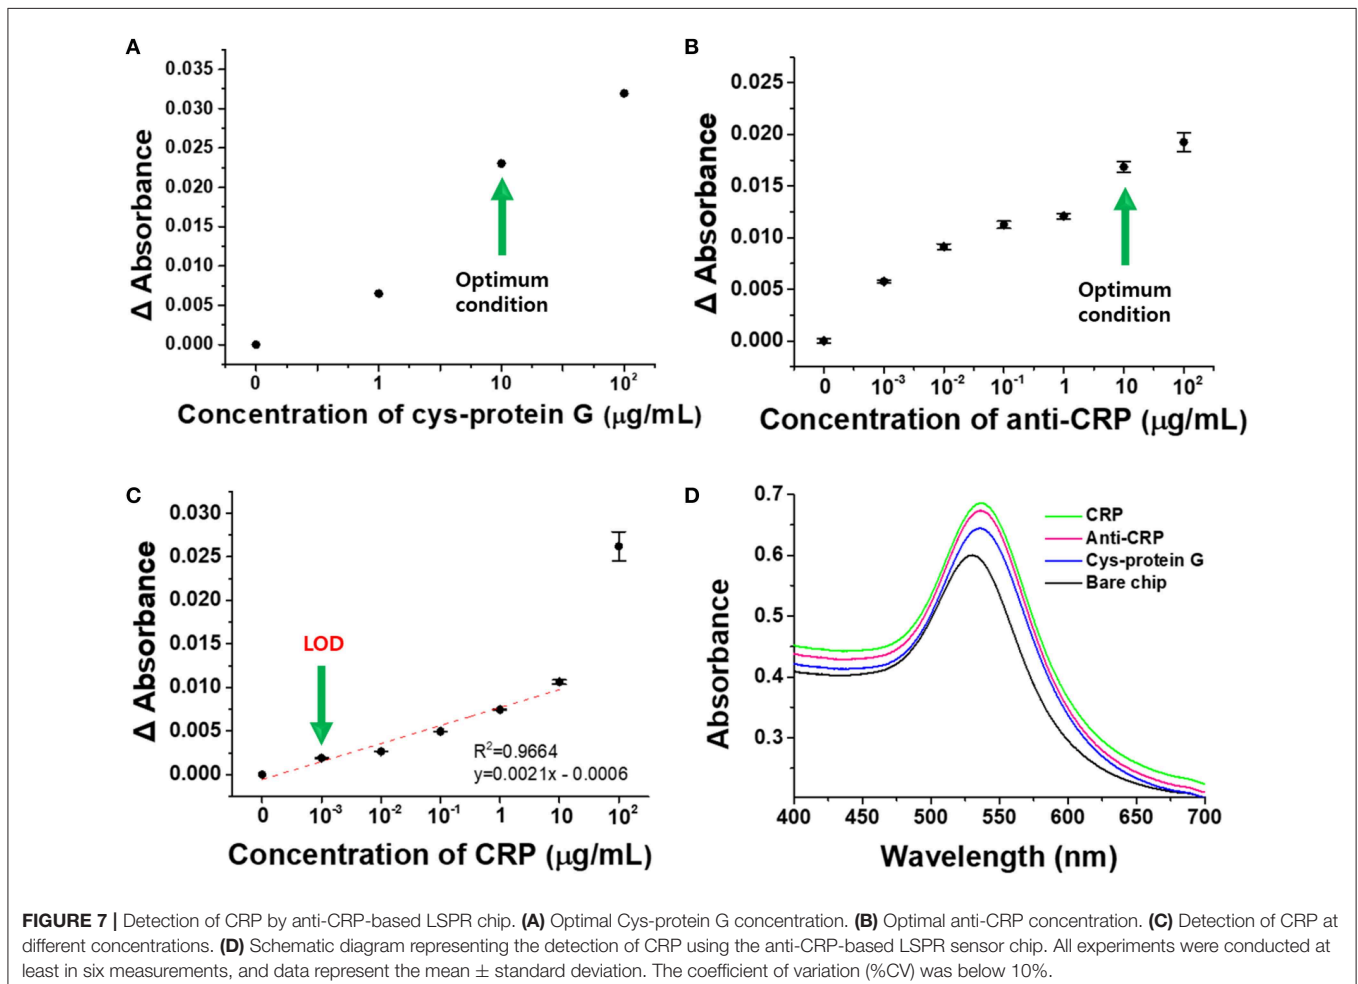 (A)
0.035
0.030
0.025
0.020
0.015
0.010
0.005
0.000
Δ Absorbance
Optimum
condition
0 1 10 10²
Concentration of cys-protein G (μg/mL)
(B)
0.025
0.020
0.015
0.010
0.005
0.000
Δ Absorbance
Optimum
condition
0 10⁻³ 10⁻² 10⁻¹ 1 10 10²
Concentration of anti-CRP (μg/mL)
(C)
0.030
0.025
0.020
0.015
0.010
0.005
0.000
Δ Absorbance
LOD
R²=0.9664
y=0.0021x - 0.0006
0 10⁻³ 10⁻² 10⁻¹ 1 10 10²
Concentration of CRP (μg/mL)
D
0.7
0.6
0.5
0.4
0.3
Absorbance
CRP
Anti-CRP
Cys-protein G
Bare chip
400 450 500 550 600 650 700
Wavelength (nm)
FIGURE 7 | Detection of CRP by anti-CRP-based LSPR chip. (A) Optimal Cys-protein G concentration. (B) Optimal anti-CRP concentration. (C) Detection of CRP at
different concentrations. (D) Schematic diagram representing the detection of CRP using the anti-CRP-based LSPR sensor chip. All experiments were conducted at
least in six measurements, and data represent the mean ± standard deviation. The coefficient of variation (%CV) was below 10%.